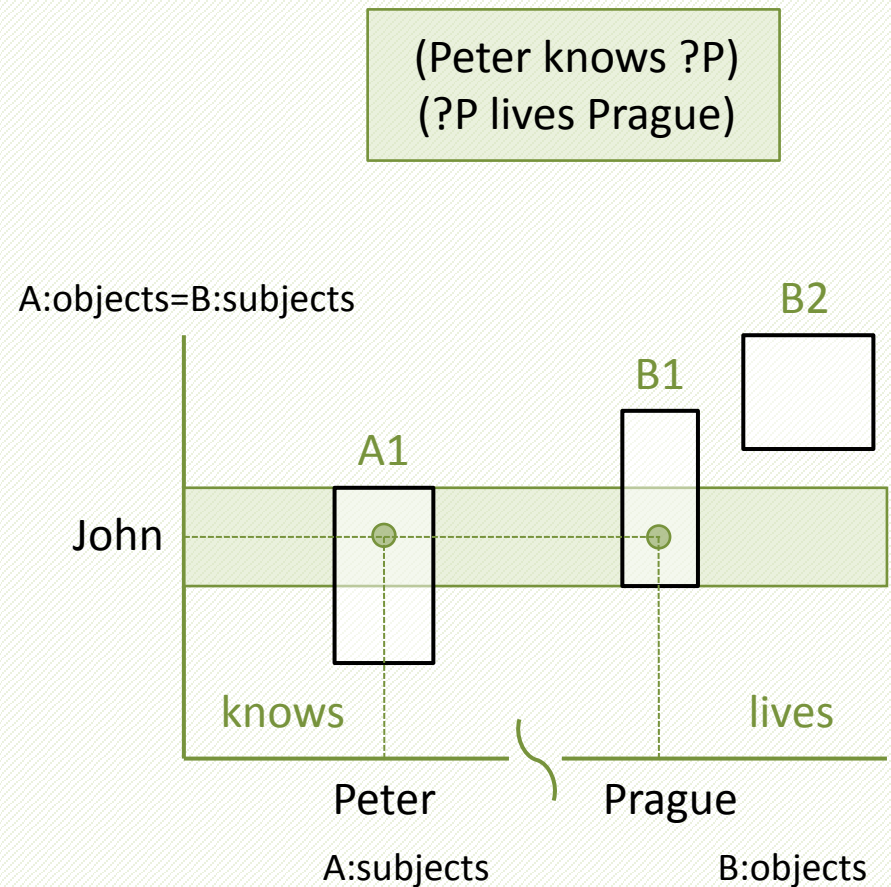 (Peter knows ?P)
(?P lives Prague)
A:objects=B:subjects
B2
B1
A1
John
knows
lives
Peter
Prague
A:subjects
B:objects